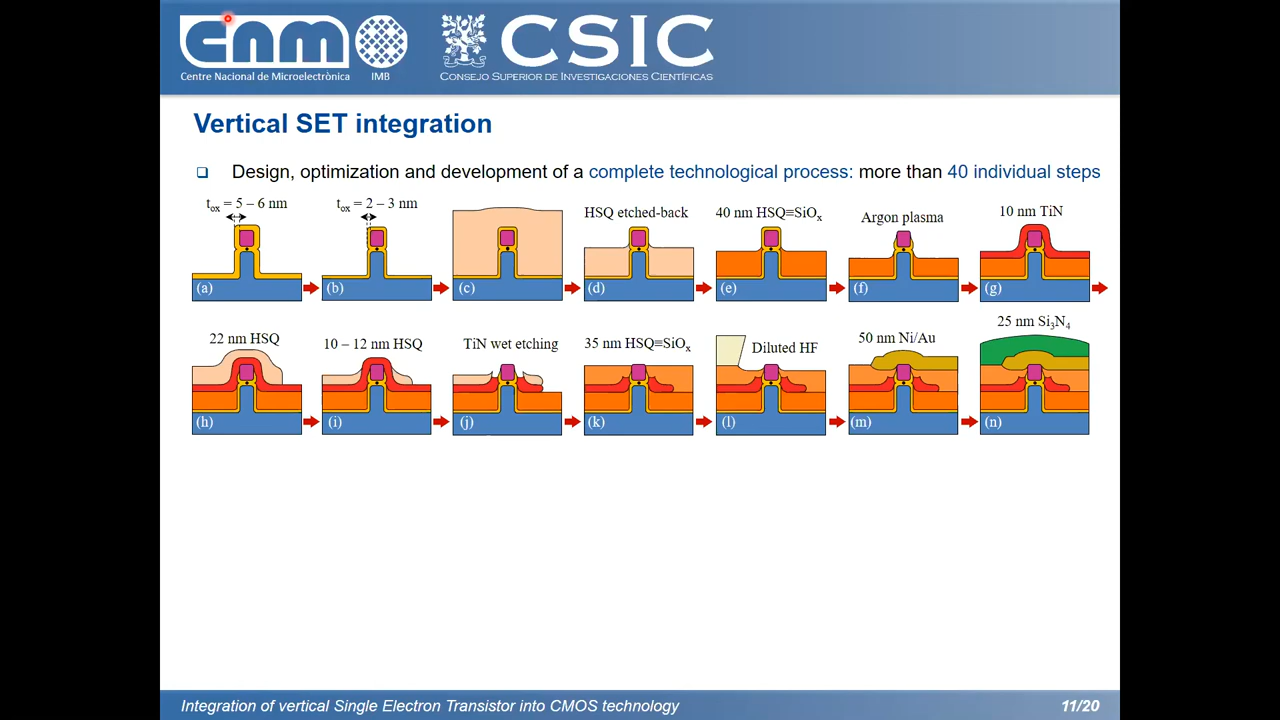 cnm
CSIC
Centre Nacional de Microelectrònica
IMB
Consejo Superior de Investigaciones Científicas
Vertical SET integration
Design, optimization and development of a complete technological process: more than 40 individual steps
tox = 5 – 6 nm
tox = 2 – 3 nm
HSQ etched-back
40 nm HSQ≡SiOx
Argon plasma
10 nm TiN
(a)
(b)
(c)
(d)
(e)
(f)
(g)
22 nm HSQ
10 – 12 nm HSQ
TiN wet etching
35 nm HSQ≡SiOx
Diluted HF
50 nm Ni/Au
25 nm Si3N4
(h)
(i)
(j)
(k)
(l)
(m)
(n)
Integration of vertical Single Electron Transistor into CMOS technology
11/20